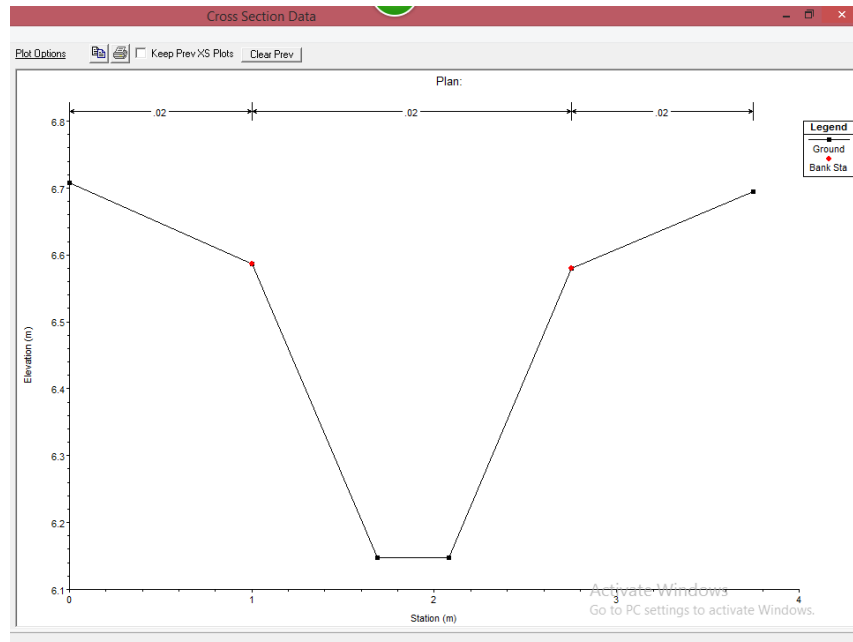 Cross Section Data
Plot Options
Keep Prev XS Plots
Clear Prev
Plan:
.02 .02 .02
Legend
Ground
Bank Sta
6.8
6.7
6.6
6.5
6.4
6.3
6.2
6.1
Elevation (m)
0 1 2 3 4
Station (m)
Activate Windows
Go to PC settings to activate Windows.